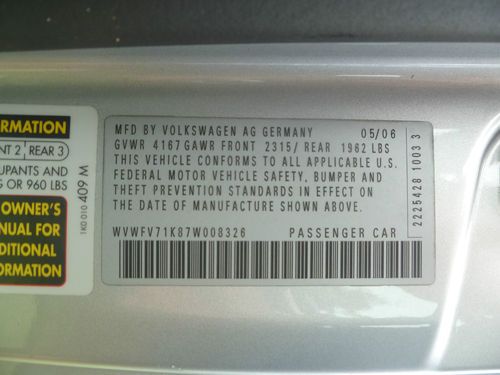 ORMATION
NT 2 REAR 3
UPANTS AND
G OR 960 LBS
OWNER'S
NUAL FOR
DITIONAL
ORMATION
1K0 010 409 M
MFD BY VOLKSWAGEN AG GERMANY 05/06
GVWR 4167 GAWR FRONT 2315/ REAR 1962 LBS
THIS VEHICLE CONFORMS TO ALL APPLICABLE U.S.
FEDERAL MOTOR VEHICLE SAFETY, BUMPER AND
THEFT PREVENTION STANDARDS IN EFFECT ON
THE DATE OF MANUFACTURE SHOWN ABOVE.
WVWFV71K87W008326 PASSENGER CAR
2225428 1003 3